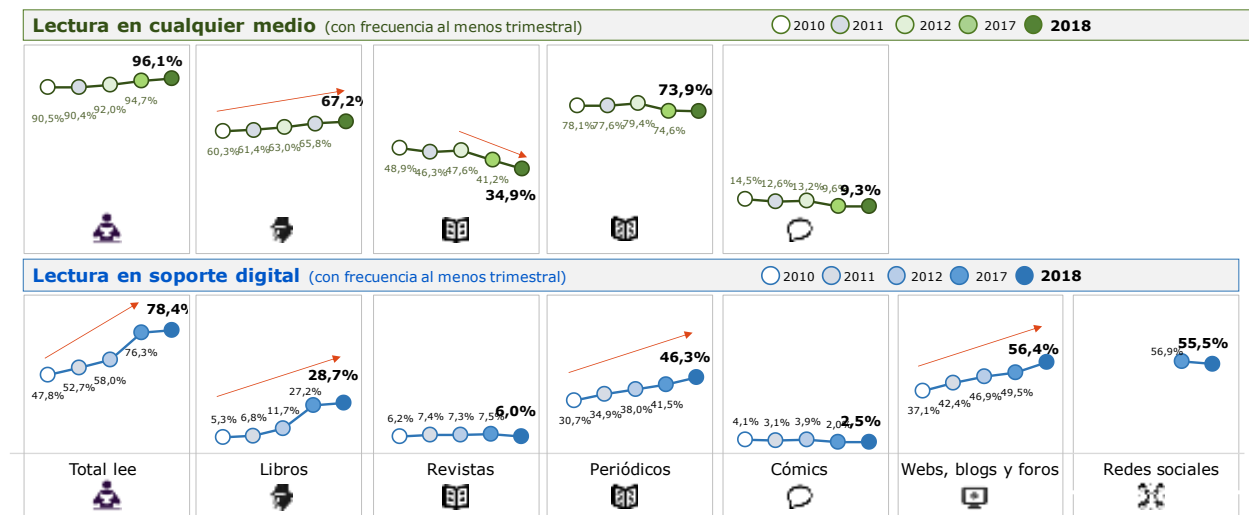 Lectura en cualquier medio (con frecuencia al menos trimestral) 2010 2011 2012 2017 2018
96,1%
90,5% 90,4% 92,0% 94,7%
67,2%
60,3% 61,4% 63,0% 65,8%
48,9% 46,3% 47,6% 41,2%
34,9%
73,9%
78,1% 77,6% 79,4% 74,6%
14,5% 12,6% 13,2% 9,6% 9,3%
Lectura en soporte digital (con frecuencia al menos trimestral) 2010 2011 2012 2017 2018
78,4%
47,8% 52,7% 58,0% 76,3%
28,7%
5,3% 6,8% 11,7% 27,2%
6,2% 7,4% 7,3% 7,5% 6,0%
46,3%
30,7% 34,9% 38,0% 41,5%
4,1% 3,1% 3,9% 2,0% 2,5%
56,4%
37,1% 42,4% 46,9% 49,5%
56,9% 55,5%
Total lee Libros Revistas Periódicos Cómics Webs, blogs y foros Redes sociales